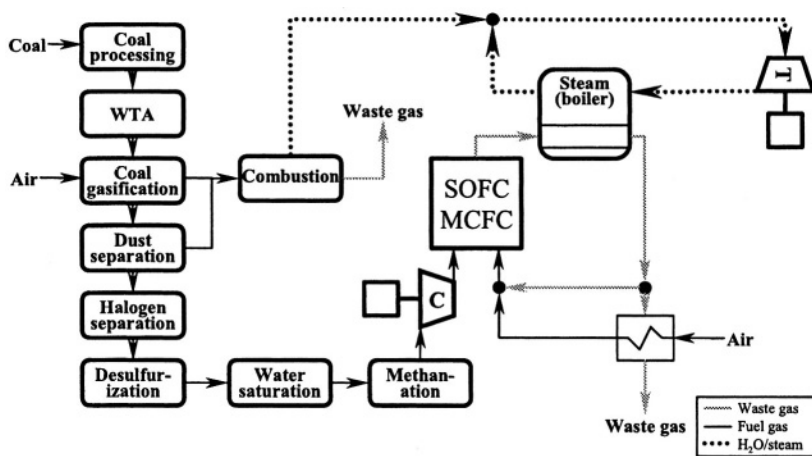 Coal
Coal
processing
WTA
Air
Coal
gasification
Dust
separation
Halogen
separation
Desulfur-
ization
Water
saturation
Methan-
ation
Combustion
Waste gas
C
SOFC
MCFC
Steam
(boiler)
T
Air
Waste gas
Waste gas
Fuel gas
H₂O/steam